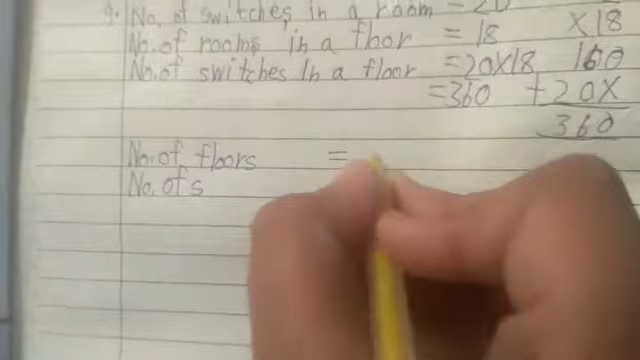 9. No. of switches in a room = 20
No. of rooms in a floor = 18 ×18
No. of switches in a floor = 20×18 160
= 360 +20×
360
No. of floors =
No. of s